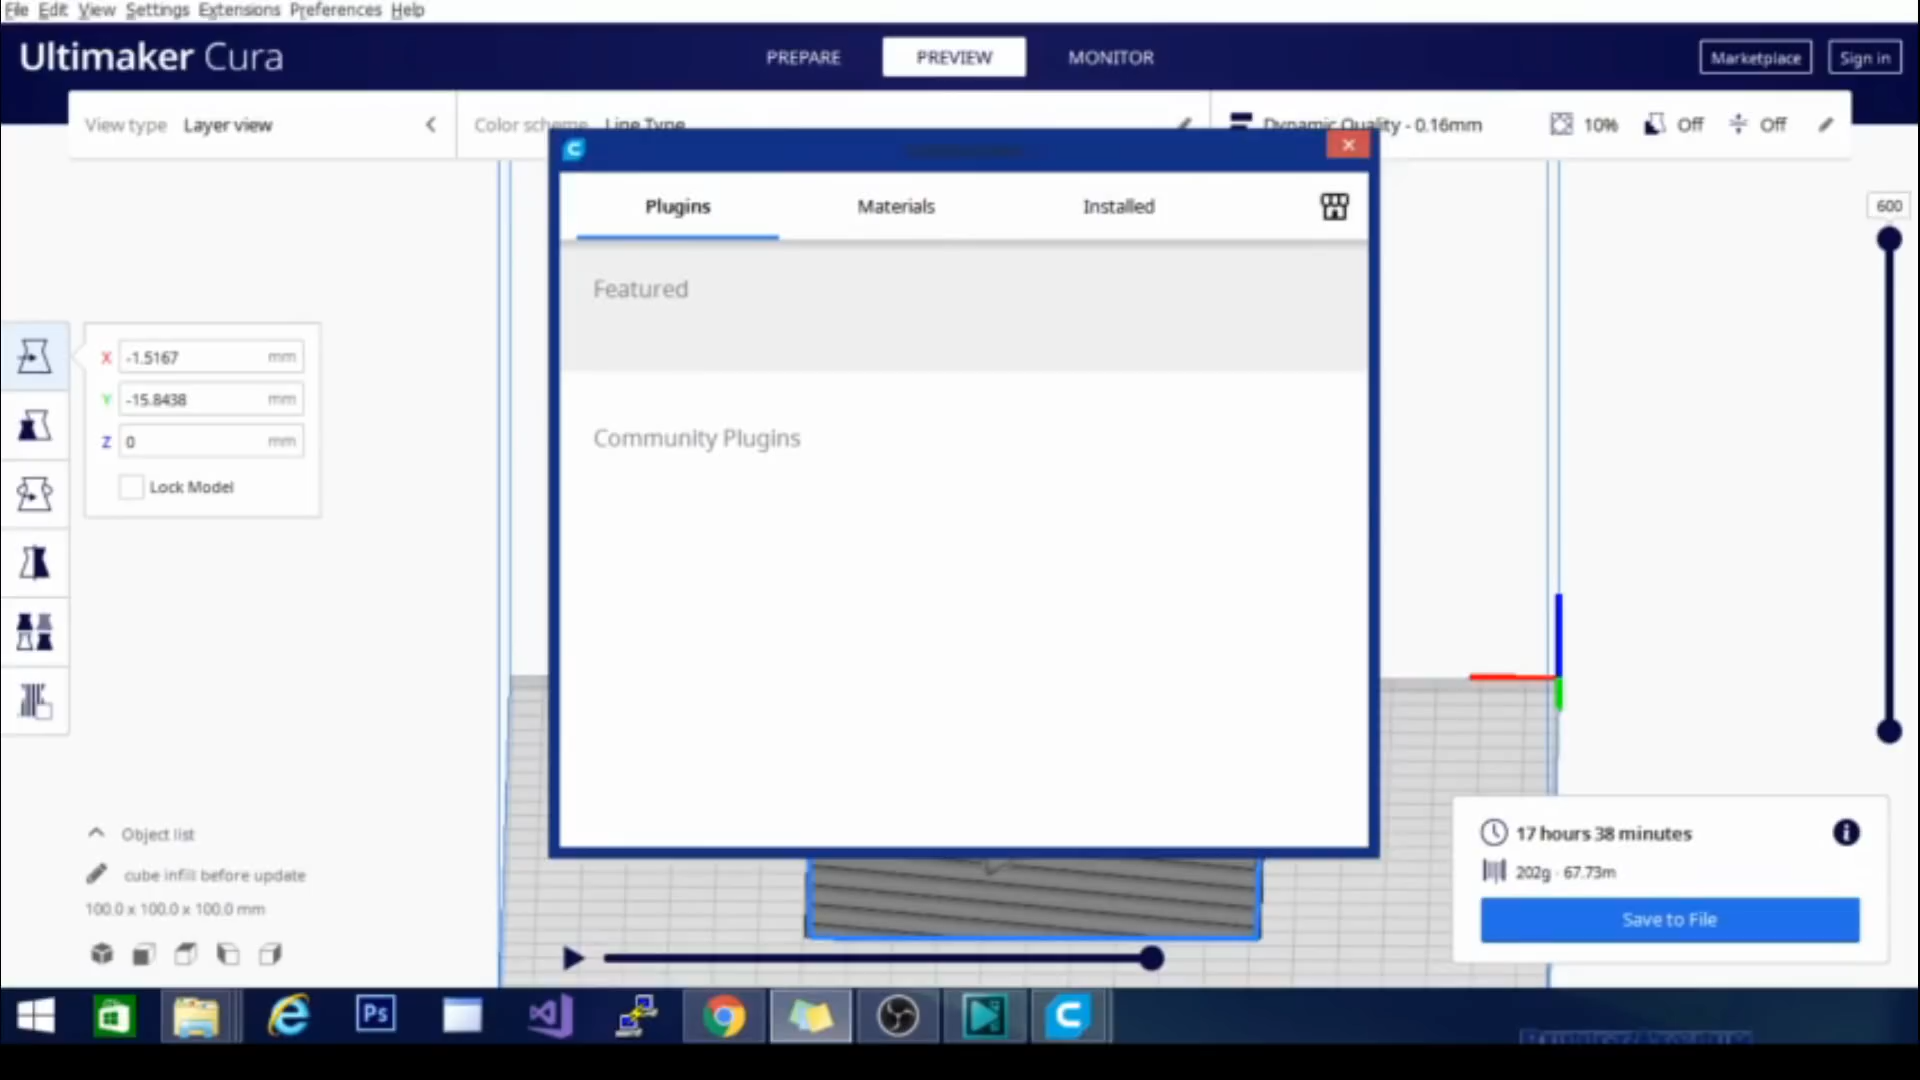 File Edit View Settings Extensions Preferences Help
Ultimaker Cura
PREPARE PREVIEW MONITOR
Marketplace Sign in
View type Layer view
Color scheme Line Type
Dynamic Quality - 0.16mm 10% Off Off
Plugins Materials Installed
Featured
Community Plugins
600
X -1.5167 mm
Y -15.8438 mm
Z 0 mm
Lock Model
Object list
cube infill before update
100.0 x 100.0 x 100.0 mm
17 hours 38 minutes
202g · 67.73m
Save to File
Ps